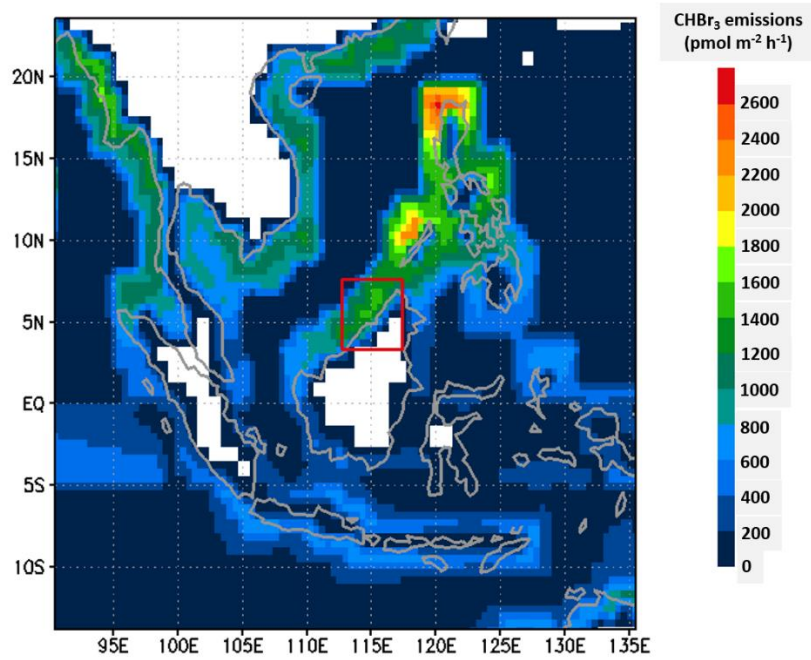 CHBr₃ emissions
(pmol m⁻² h⁻¹)
2600
2400
2200
2000
1800
1600
1400
1200
1000
800
600
400
200
0
20N
15N
10N
5N
EQ
5S
10S
95E 100E 105E 110E 115E 120E 125E 130E 135E